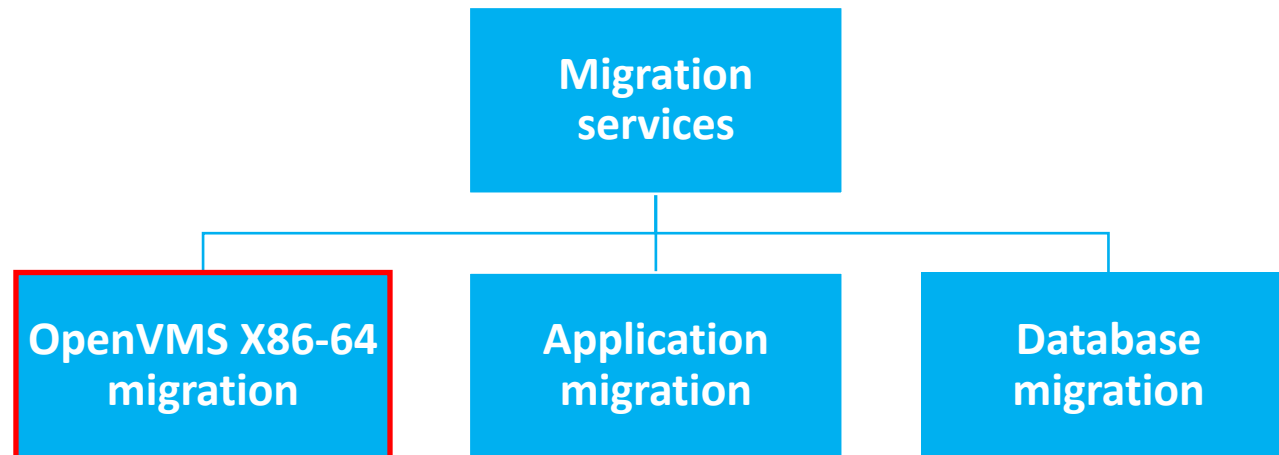 Migration
services
OpenVMS X86-64
migration
Application
migration
Database
migration